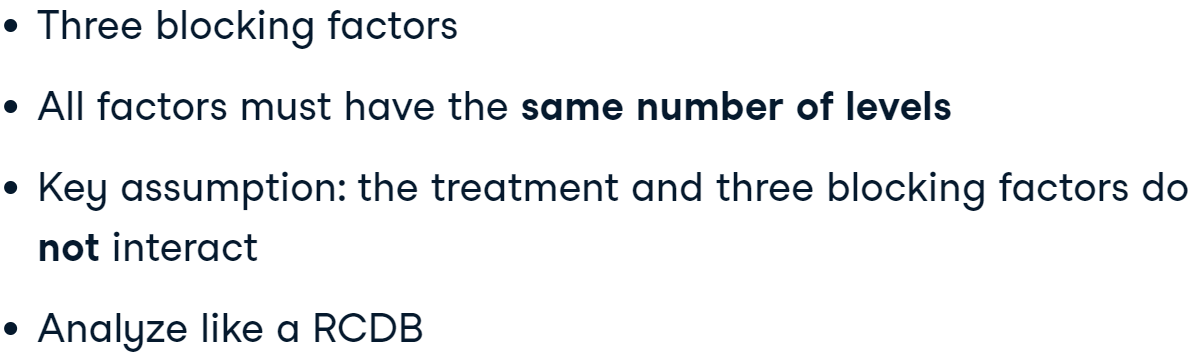 • Three blocking factors
• All factors must have the same number of levels
• Key assumption: the treatment and three blocking factors do
not interact
• Analyze like a RCDB